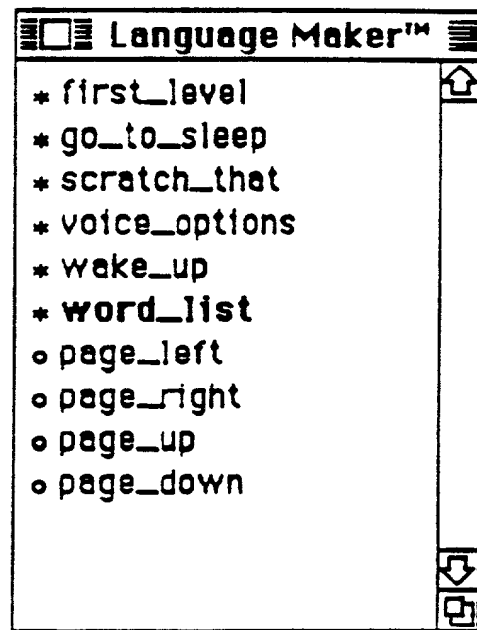 Language Maker™
* first_level
* go_to_sleep
* scratch_that
* voice_options
* wake_up
* word_list
o page_left
o page_right
o page_up
o page_down